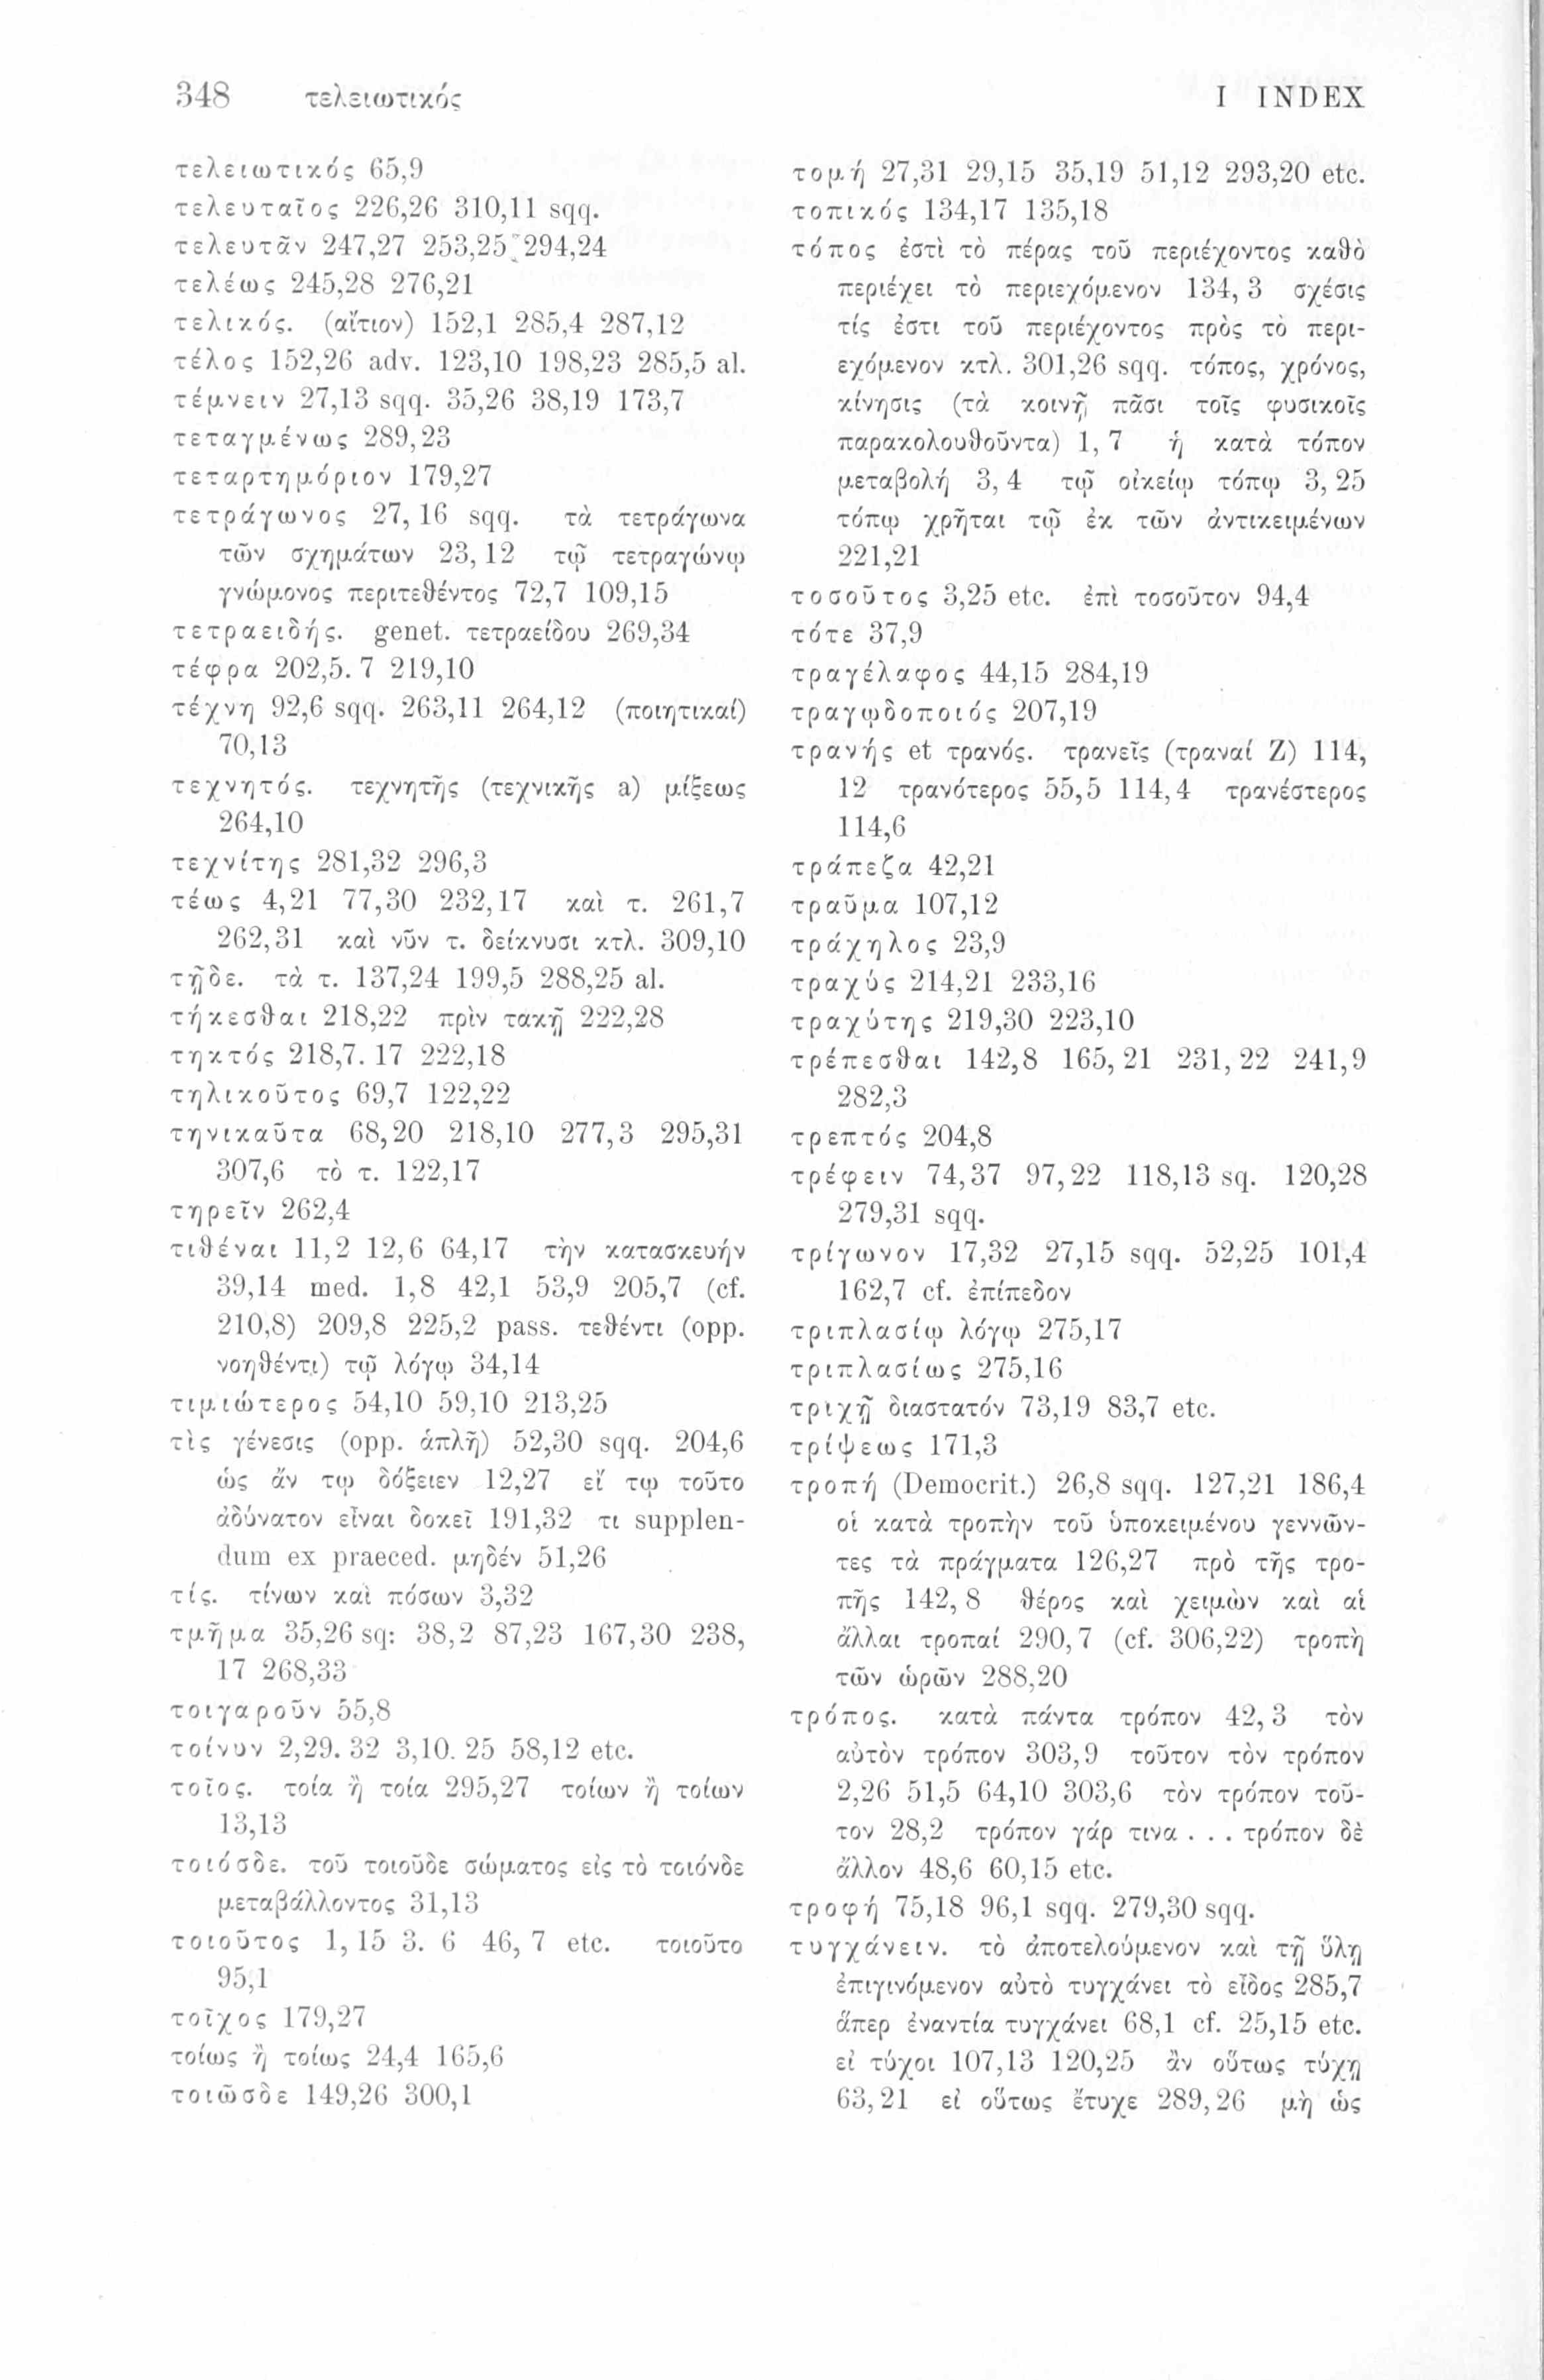 348 τελειωτικός
I INDEX
τελειωτικός 65,9
τελευταῖος 226,26 310,11 sqq.
τελευτᾶν 247,27 253,25 294,24
τελέως 245,28 276,21
τελικός. (αἴτιον) 152,1 285,4 287,12
τέλος 152,26 adv. 123,10 198,23 285,5 al.
τέμνειν 27,13 sqq. 35,26 38,19 173,7
τεταγμένως 289,23
τεταρτημόριον 179,27
τετράγωνος 27, 16 sqq. τὰ τετράγωνα
τῶν σχημάτων 23, 12 τῷ τετραγώνῳ
γνώμονος περιτεθέντος 72,7 109,15
τετραειδής. genet. τετραείδου 269,34
τέφρα 202,5. 7 219,10
τέχνη 92,6 sqq. 263,11 264,12 (ποιητικαί)
70,13
τεχνητός. τεχνητῆς (τεχνικῆς a) μίξεως
264,10
τεχνίτης 281,32 296,3
τέως 4,21 77,30 232,17 καὶ τ. 261,7
262,31 καὶ νῦν τ. δείκνυσι κτλ. 309,10
τῇδε. τὰ τ. 137,24 199,5 288,25 al.
τήκεσθαι 218,22 πρὶν τακῇ 222,28
τηκτός 218,7. 17 222,18
τηλικοῦτος 69,7 122,22
τηνικαῦτα 68,20 218,10 277,3 295,31
307,6 τὸ τ. 122,17
τηρεῖν 262,4
τιθέναι 11,2 12,6 64,17 τὴν κατασκευήν
39,14 med. 1,8 42,1 53,9 205,7 (cf.
210,8) 209,8 225,2 pass. τεθέντι (opp.
νοηθέντι) τῷ λόγῳ 34,14
τιμιώτερος 54,10 59,10 213,25
τὶς γένεσις (opp. ἁπλῆ) 52,30 sqq. 204,6
ὡς ἄν τῳ δόξειεν 12,27 εἴ τῳ τοῦτο
ἀδύνατον εἶναι δοκεῖ 191,32 τι supplen-
dum ex praeced. μηδέν 51,26
τίς. τίνων καὶ πόσων 3,32
τμῆμα 35,26 sq: 38,2 87,23 167,30 238,
17 268,33
τοιγαροῦν 55,8
τοίνυν 2,29. 32 3,10. 25 58,12 etc.
τοῖος. τοία ἢ τοία 295,27 τοίων ἢ τοίων
13,13
τοιόσδε. τοῦ τοιοῦδε σώματος εἰς τὸ τοιόνδε
μεταβάλλοντος 31,13
τοιοῦτος 1, 15 3. 6 46, 7 etc. τοιοῦτο
95,1
τοῖχος 179,27
τοίως ἢ τοίως 24,4 165,6
τοιῶσδε 149,26 300,1
τομή 27,31 29,15 35,19 51,12 293,20 etc.
τοπικός 134,17 135,18
τόπος ἐστὶ τὸ πέρας τοῦ περιέχοντος καθὸ
περιέχει τὸ περιεχόμενον 134, 3 σχέσις
τίς ἐστι τοῦ περιέχοντος πρὸς τὸ περι-
εχόμενον κτλ. 301,26 sqq. τόπος, χρόνος,
κίνησις (τὰ κοινῇ πᾶσι τοῖς φυσικοῖς
παρακολουθοῦντα) 1, 7 ἡ κατὰ τόπον
μεταβολή 3, 4 τῷ οἰκείῳ τόπῳ 3, 25
τόπῳ χρῆται τῷ ἐκ τῶν ἀντικειμένων
221,21
τοσοῦτος 3,25 etc. ἐπὶ τοσοῦτον 94,4
τότε 37,9
τραγέλαφος 44,15 284,19
τραγῳδοποιός 207,19
τρανής et τρανός. τρανεῖς (τραναί Z) 114,
12 τρανότερος 55,5 114, 4 τρανέστερος
114,6
τράπεζα 42,21
τραῦμα 107,12
τράχηλος 23,9
τραχύς 214,21 233,16
τραχύτης 219,30 223,10
τρέπεσθαι 142,8 165, 21 231, 22 241,9
282,3
τρεπτός 204,8
τρέφειν 74,37 97,22 118,13 sq. 120,28
279,31 sqq.
τρίγωνον 17,32 27,15 sqq. 52,25 101,4
162,7 cf. ἐπίπεδον
τριπλασίῳ λόγῳ 275,17
τριπλασίως 275,16
τριχῇ διαστατόν 73,19 83,7 etc.
τρίψεως 171,3
τροπή (Democrit.) 26,8 sqq. 127,21 186,4
οἱ κατὰ τροπὴν τοῦ ὑποκειμένου γεννῶν-
τες τὰ πράγματα 126,27 πρὸ τῆς τρο-
πῆς 142, 8 θέρος καὶ χειμὼν καὶ αἱ
ἄλλαι τροπαί 290, 7 (cf. 306,22) τροπὴ
τῶν ὡρῶν 288,20
τρόπος. κατὰ πάντα τρόπον 42, 3 τὸν
αὐτὸν τρόπον 303,9 τοῦτον τὸν τρόπον
2,26 51,5 64,10 303,6 τὸν τρόπον τοῦ-
τον 28,2 τρόπον γάρ τινα . . . τρόπον δὲ
ἄλλον 48,6 60,15 etc.
τροφή 75,18 96,1 sqq. 279,30 sqq.
τυγχάνειν. τὸ ἀποτελούμενον καὶ τῇ ὕλῃ
ἐπιγινόμενον αὐτὸ τυγχάνει τὸ εἶδος 285,7
ἅπερ ἐναντία τυγχάνει 68,1 cf. 25,15 etc.
εἰ τύχοι 107,13 120,25 ἂν οὕτως τύχῃ
63, 21 εἰ οὕτως ἔτυχε 289, 26 μὴ ὡς